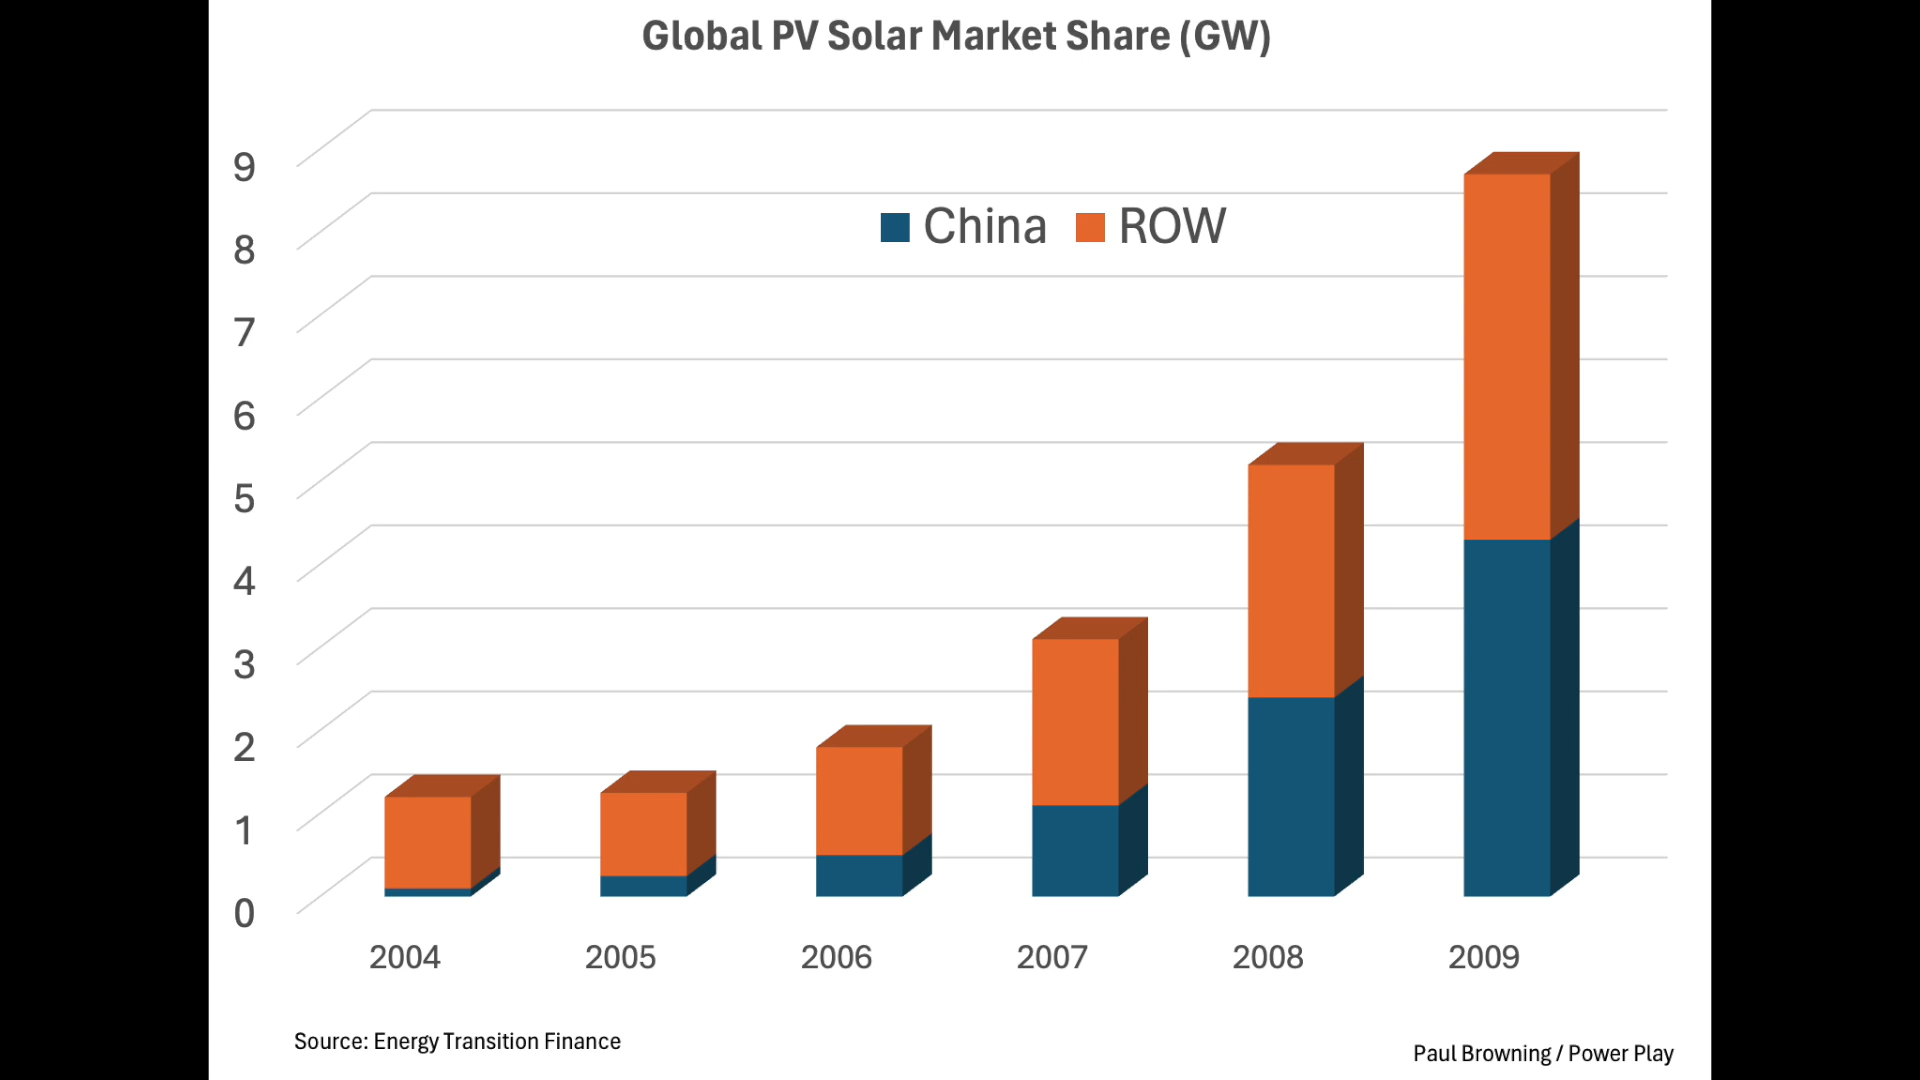 Global PV Solar Market Share (GW)
9
China ROW
8
7
6
5
4
3
2
1
0
2004 2005 2006 2007 2008 2009
Source: Energy Transition Finance
Paul Browning / Power Play